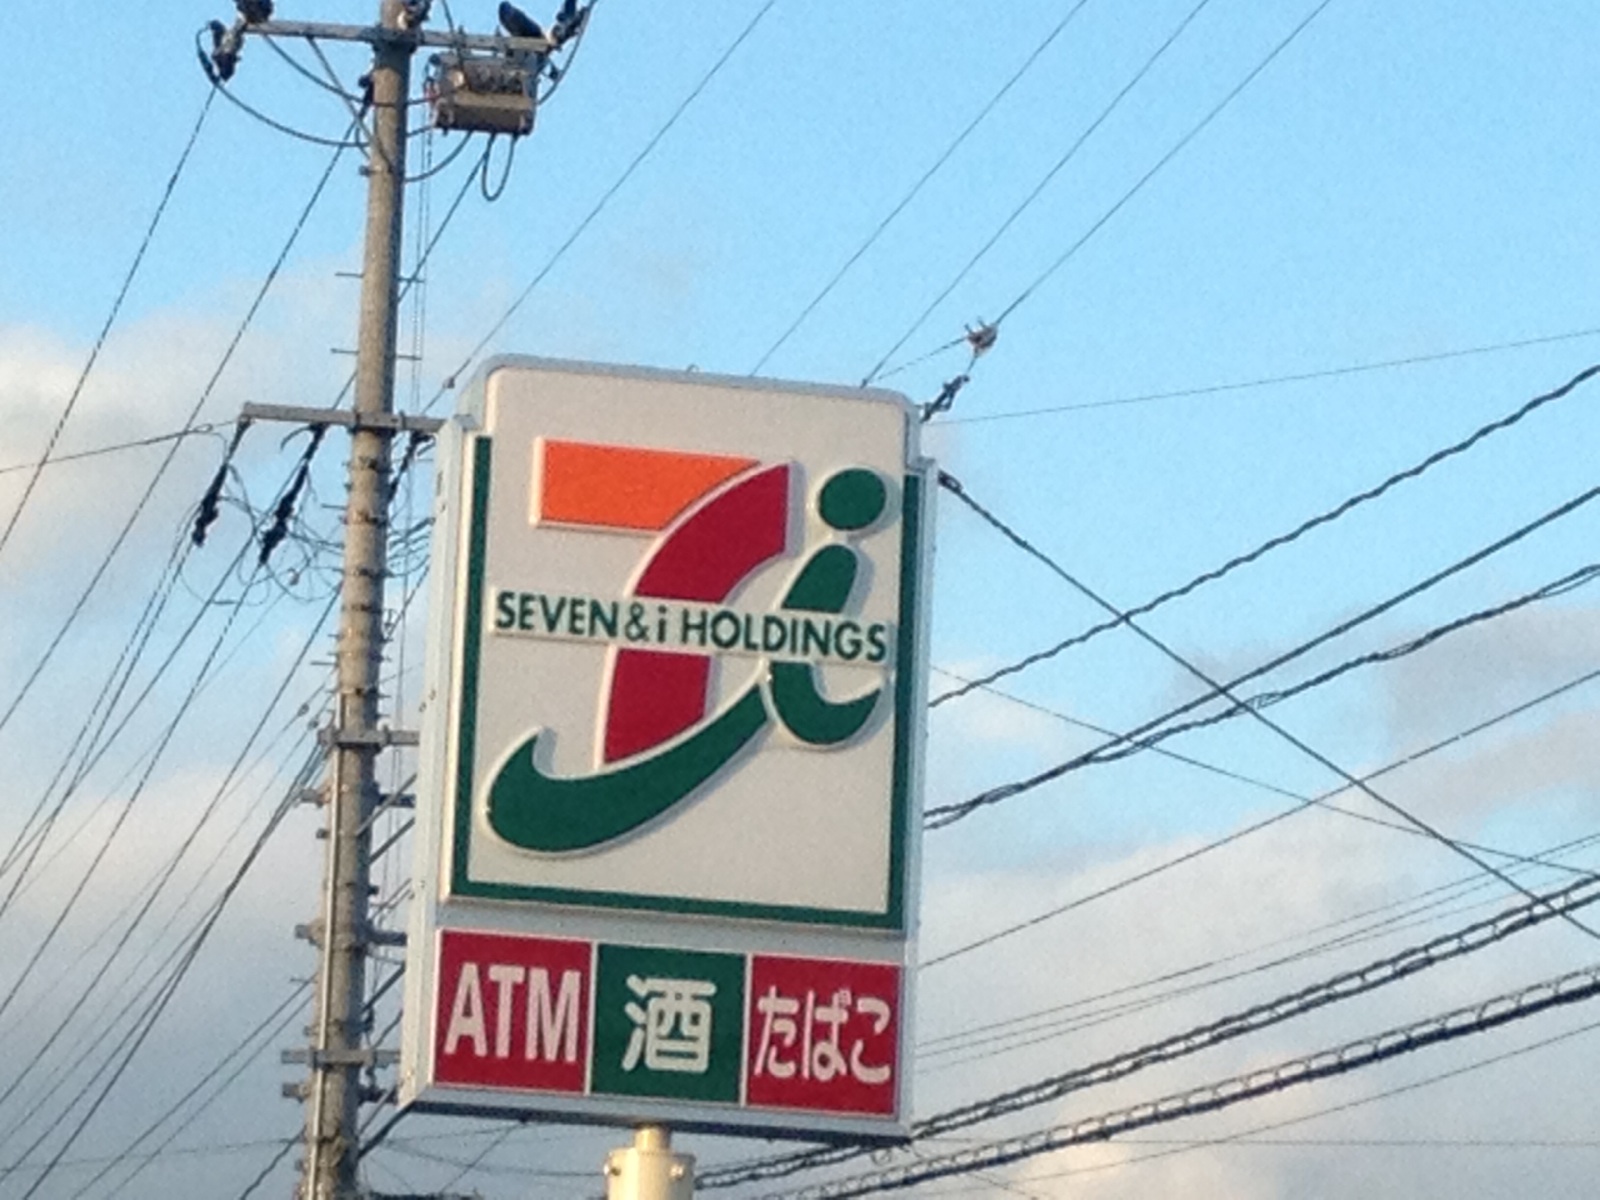 SEVEN&i HOLDINGS
ATM 酒 たばこ